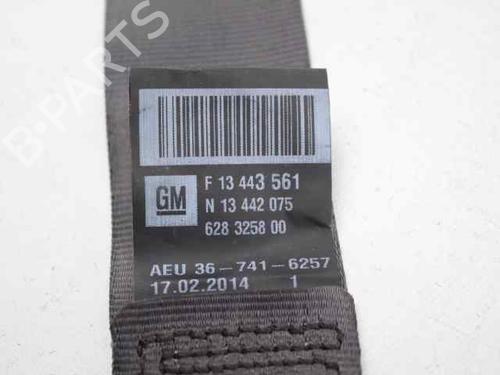 B-PARTS
GM
F 13 443 561
N 13 442 075
628 3258 00
AEU 36-741-6257
17.02.2014 1